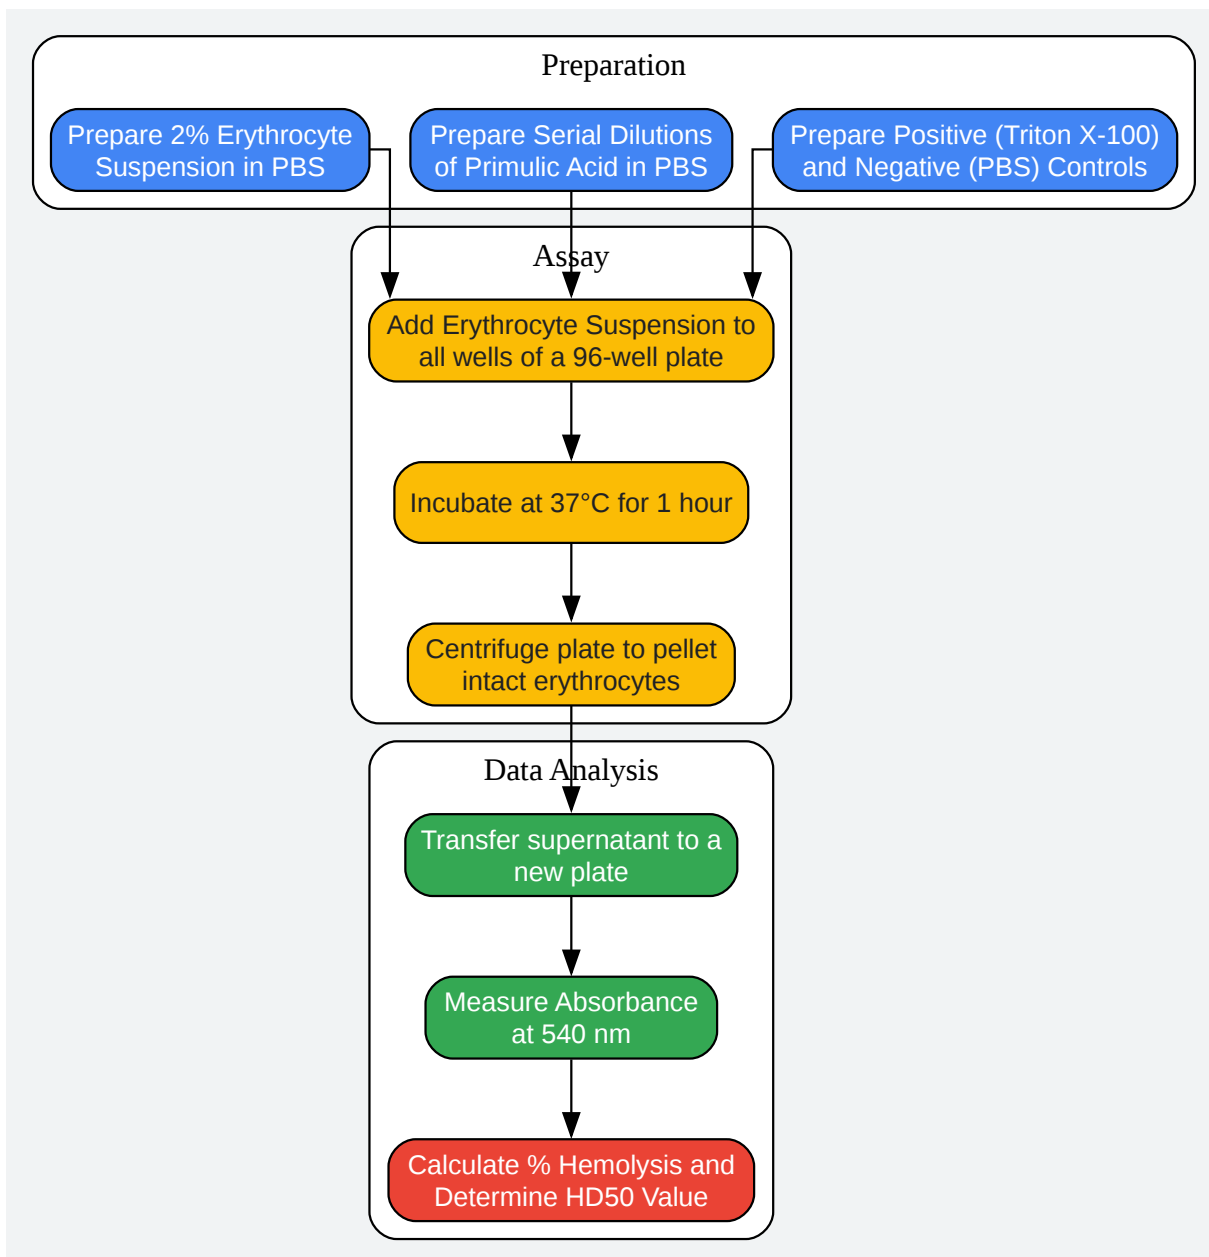 Preparation
Prepare 2% Erythrocyte
Suspension in PBS
Prepare Serial Dilutions
of Primulic Acid in PBS
Prepare Positive (Triton X-100)
and Negative (PBS) Controls
Assay
Add Erythrocyte Suspension to
all wells of a 96-well plate
Incubate at 37°C for 1 hour
Centrifuge plate to pellet
intact erythrocytes
Data Analysis
Transfer supernatant to a
new plate
Measure Absorbance
at 540 nm
Calculate % Hemolysis and
Determine HD50 Value